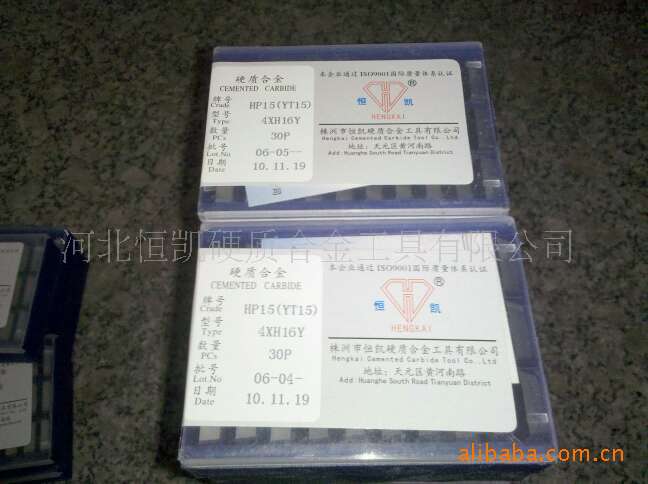 硬质合金
CEMENTED CARBIDE
牌号 Crade HP15(YT15)
型号 Type 4XH16Y
数量 PCs 30P
批号 Lot.No 06-05--
日期 Date 10.11.19
本企业通过ISO9001国际质量体系认证
恒 凯 ®
HENGKAI
株洲市恒凯硬质合金工具有限公司
Hengkai Cemented Carbide Tool Co., Ltd.
地址: 天元区黄河南路
Add: Huanghe South Road Tianyuan District
河北恒凯硬质合金工具有限公司
硬质合金
CEMENTED CARBIDE
牌号 Crade HP15(YT15)
型号 Type 4XH16Y
数量 PCs 30P
批号 Lot.No 06-04-
日期 Date 10.11.19
本企业通过ISO9001国际质量体系认证
恒 凯 ®
HENGKAI
株洲市恒凯硬质合金工具有限公司
Hengkai Cemented Carbide Tool Co., Ltd.
地址: 天元区黄河南路
Add: Huanghe South Road Tianyuan District
alibaba.com.cn